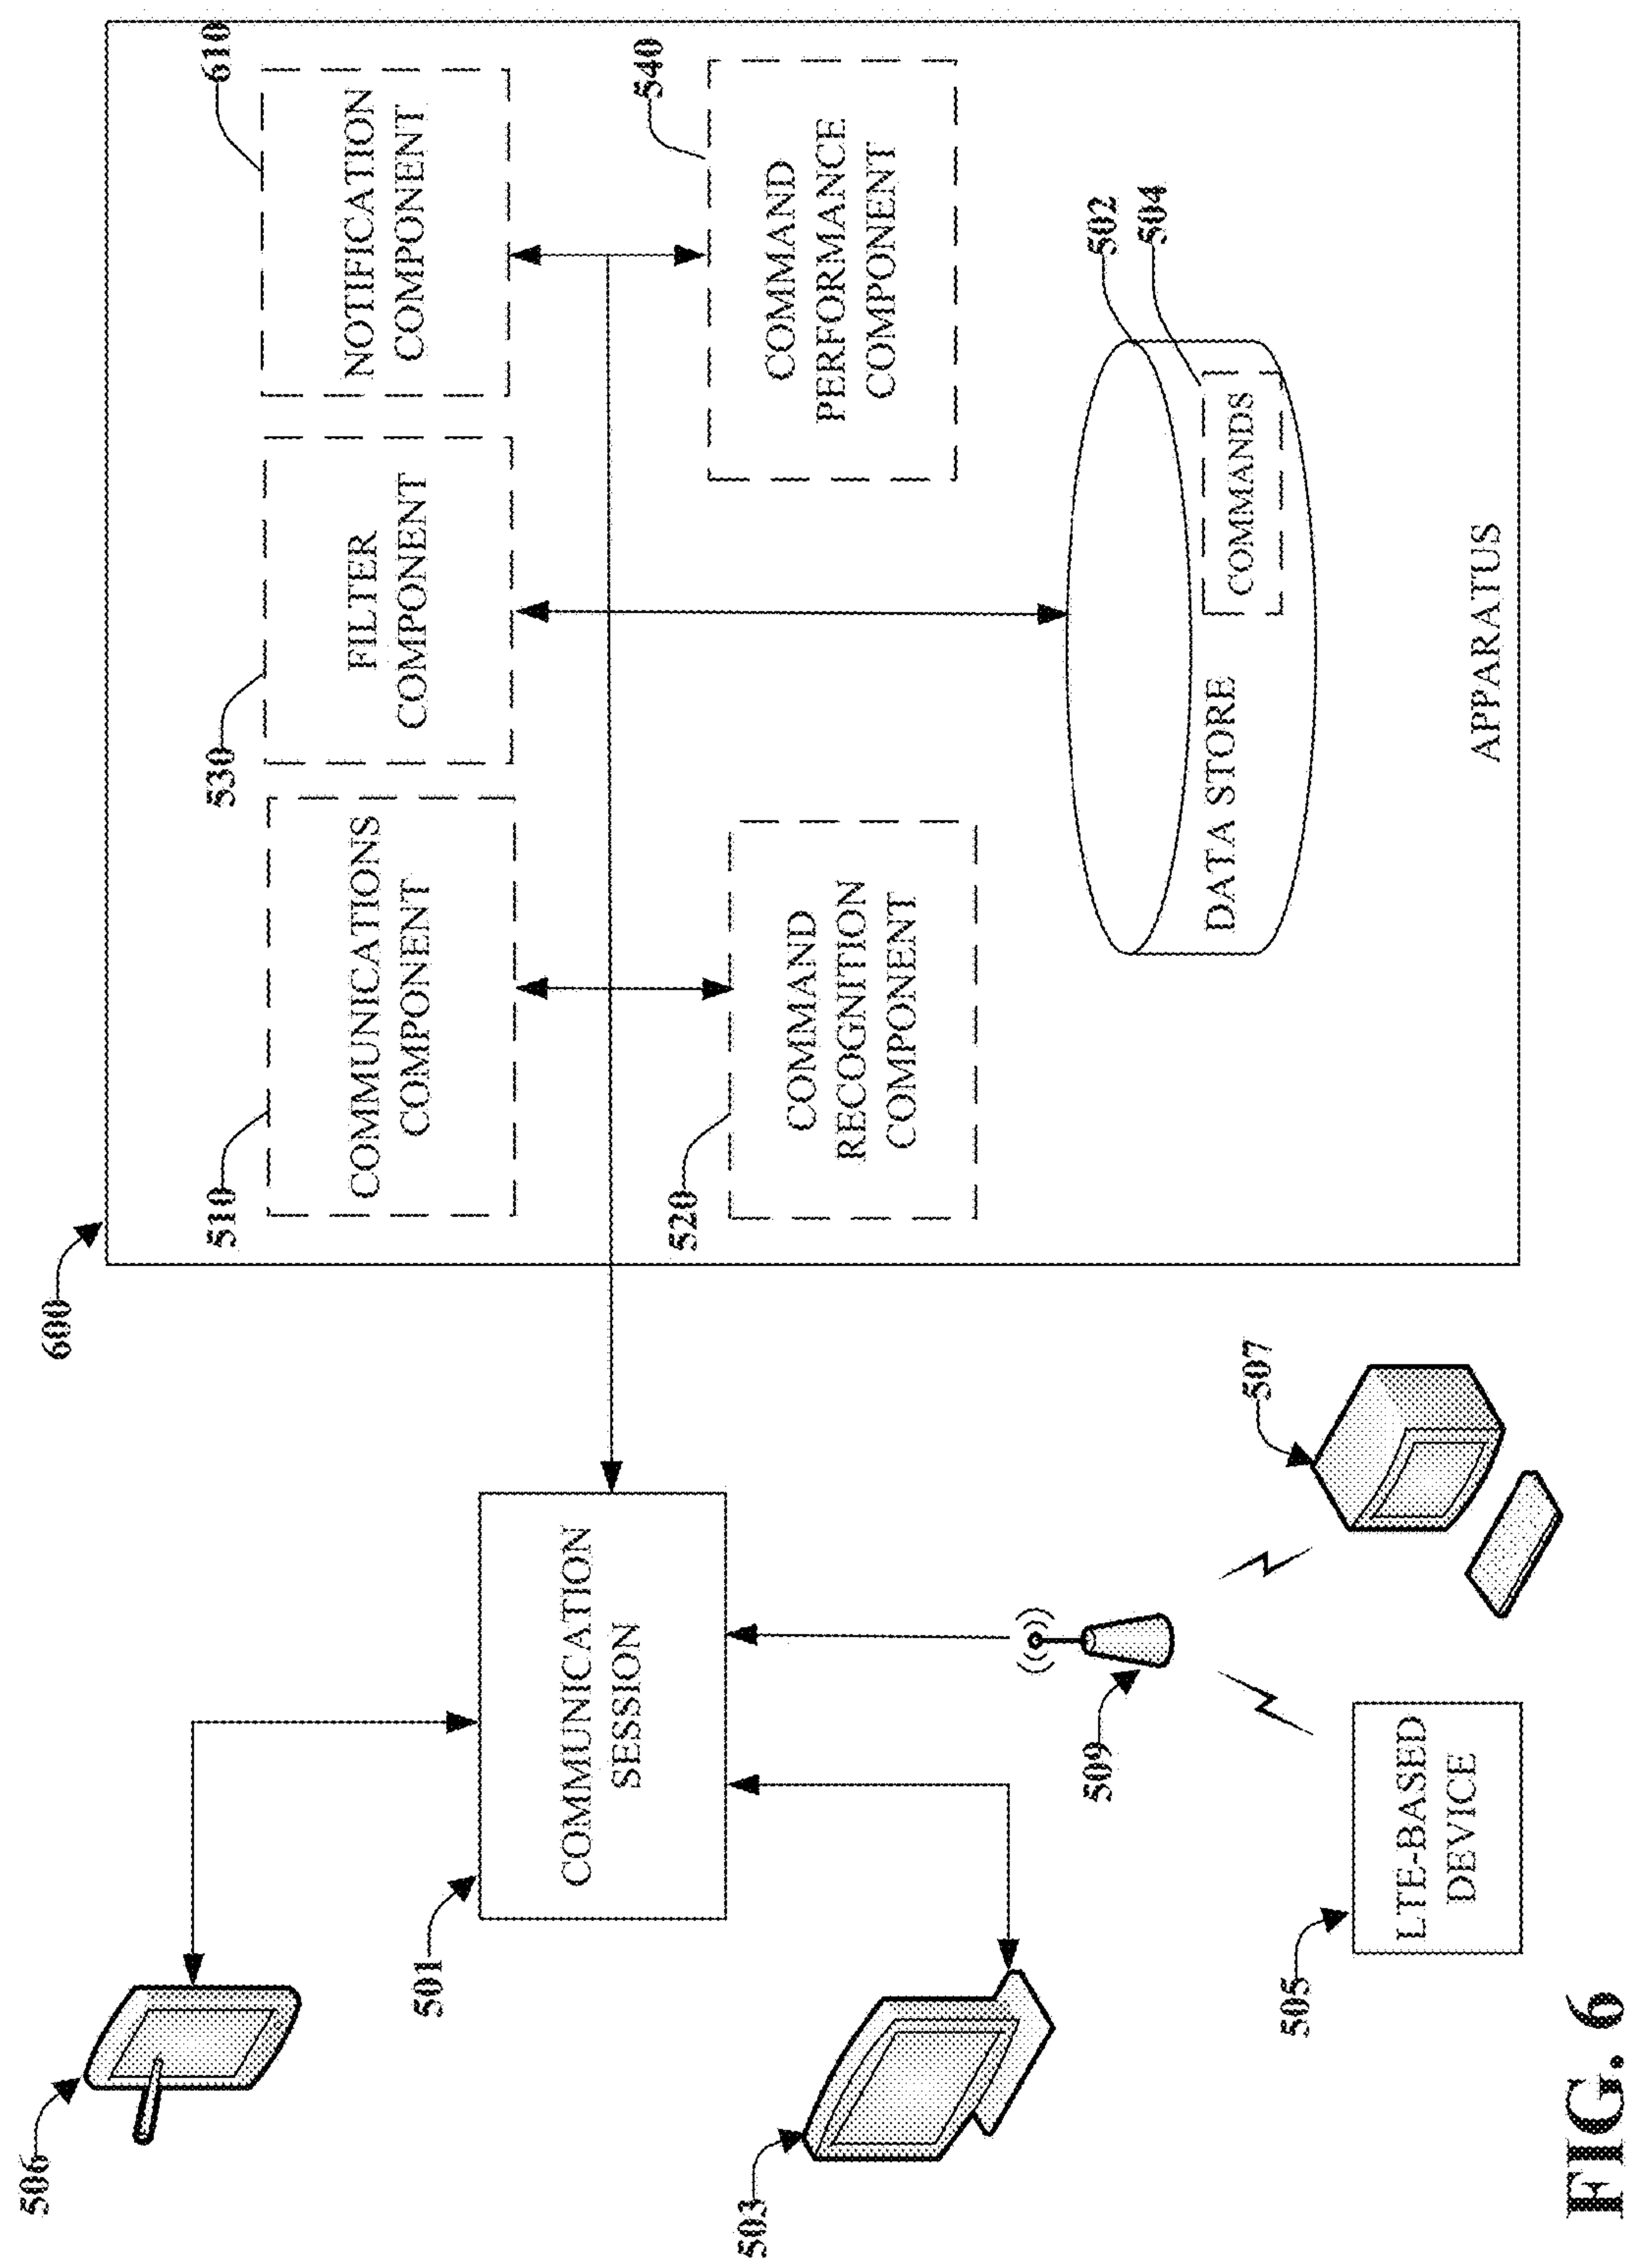 600
510
COMMUNICATIONS
COMPONENT
530
FILTER
COMPONENT
610
NOTIFICATION
COMPONENT
520
COMMAND
RECOGNITION
COMPONENT
540
COMMAND
PERFORMANCE
COMPONENT
502
504
DATA STORE
COMMANDS
APPARATUS
506
501
COMMUNICATION
SESSION
503
509
507
505
LTE-BASED
DEVICE
FIG. 6